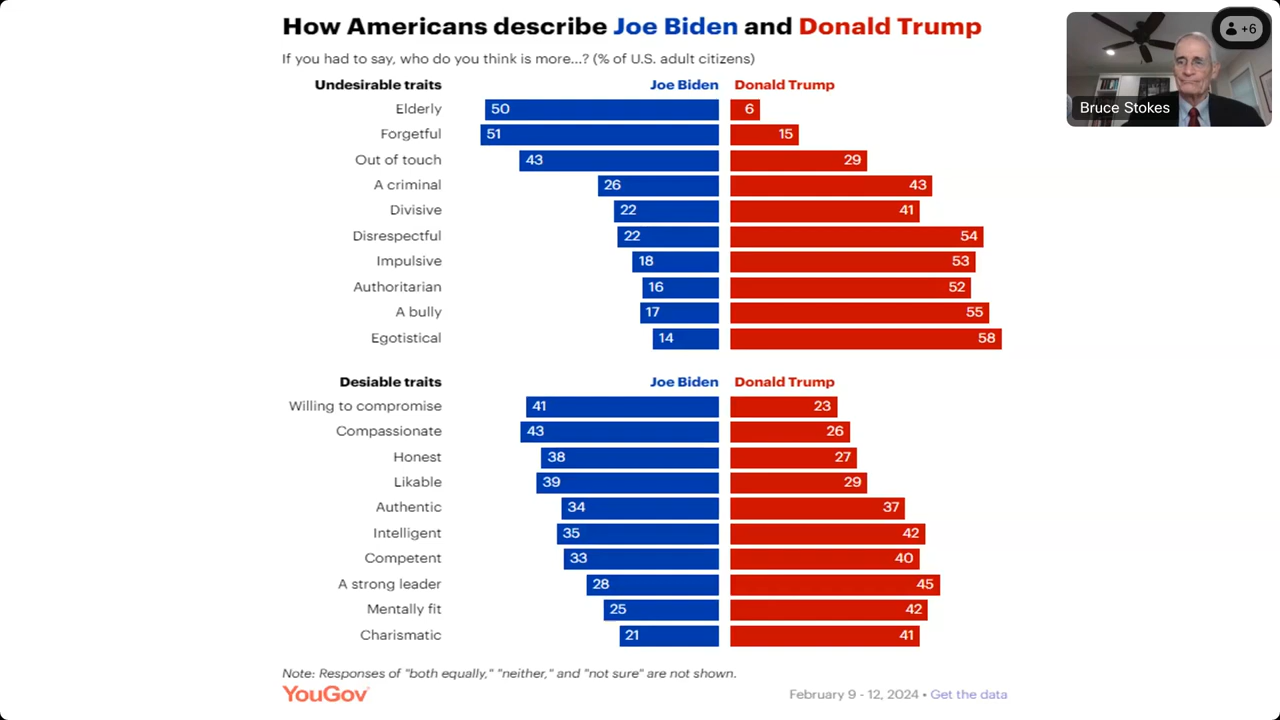 How Americans describe Joe Biden and Donald Trump
If you had to say, who do you think is more...? (% of U.S. adult citizens)
Undesirable traits Joe Biden Donald Trump
Elderly 50 6
Forgetful 51 15
Out of touch 43 29
A criminal 26 43
Divisive 22 41
Disrespectful 22 54
Impulsive 18 53
Authoritarian 16 52
A bully 17 55
Egotistical 14 58
Desiable traits Joe Biden Donald Trump
Willing to compromise 41 23
Compassionate 43 26
Honest 38 27
Likable 39 29
Authentic 34 37
Intelligent 35 42
Competent 33 40
A strong leader 28 45
Mentally fit 25 42
Charismatic 21 41
Note: Responses of "both equally," "neither," and "not sure" are not shown.
YouGov February 9 - 12, 2024 • Get the data
+6
Bruce Stokes